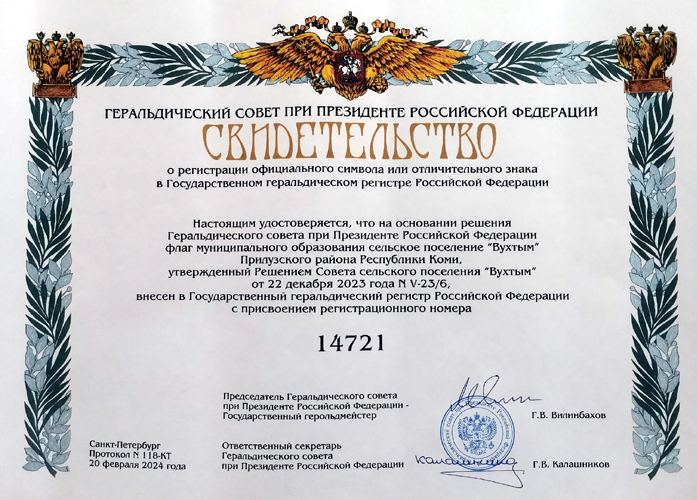 ГЕРАЛЬДИЧЕСКИЙ СОВЕТ ПРИ ПРЕЗИДЕНТЕ РОССИЙСКОЙ ФЕДЕРАЦИИ
СВИДЕТЕЛЬСТВО
о регистрации официального символа или отличительного знака
в Государственном геральдическом регистре Российской Федерации
Настоящим удостоверяется, что на основании решения
Геральдического совета при Президенте Российской Федерации
флаг муниципального образования сельское поселение "Вухтым"
Прилузского района Республики Коми,
утвержденный Решением Совета сельского поселения "Вухтым"
от 22 декабря 2023 года N V-23/6,
внесен в Государственный геральдический регистр Российской Федерации
с присвоением регистрационного номера
14721
Председатель Геральдического совета
при Президенте Российской Федерации -
Государственный герольдмейстер
Г.В. Вилинбахов
Санкт-Петербург
Протокол N 118-КТ
20 февраля 2024 года
Ответственный секретарь
Геральдического совета
при Президенте Российской Федерации
Г.В. Калашников